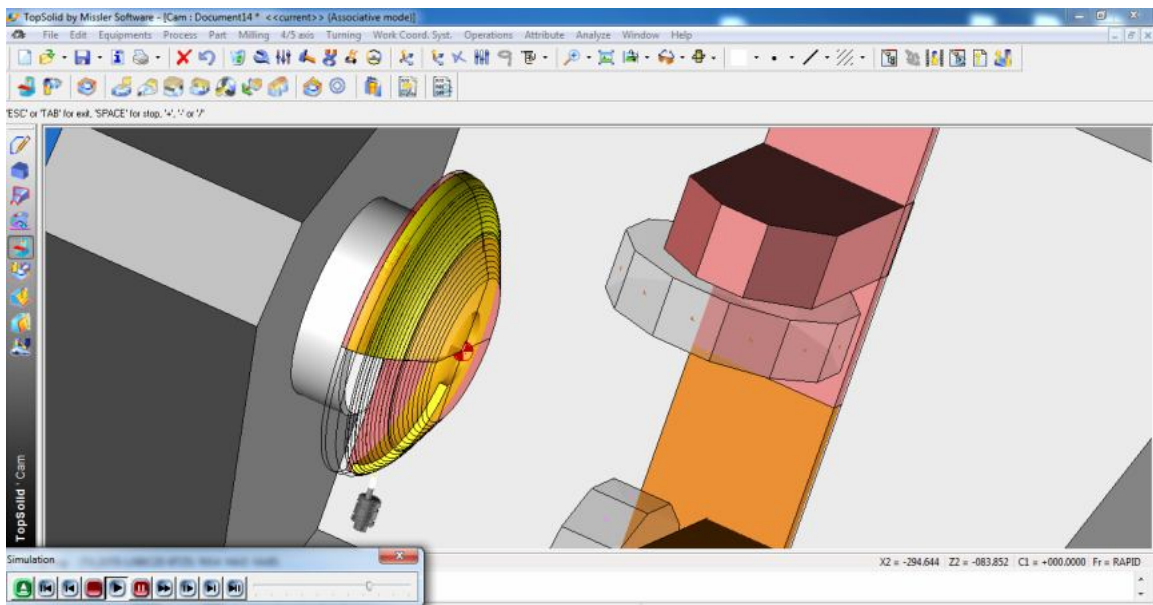 TopSolid by Missler Software - [Cam : Document14 *  <<current>> (Associative mode)]
File Edit Equipments Process Part Milling 4/5 axis Turning Work Coord. Syst. Operations Attribute Analyze Window Help
'ESC' or 'TAB' for exit, 'SPACE' for stop, '+', '-' or '/'
TopSolid'Cam
Simulation
X2 = -294.644 Z2 = -083.852 C1 = +000.0000 Fr = RAPID